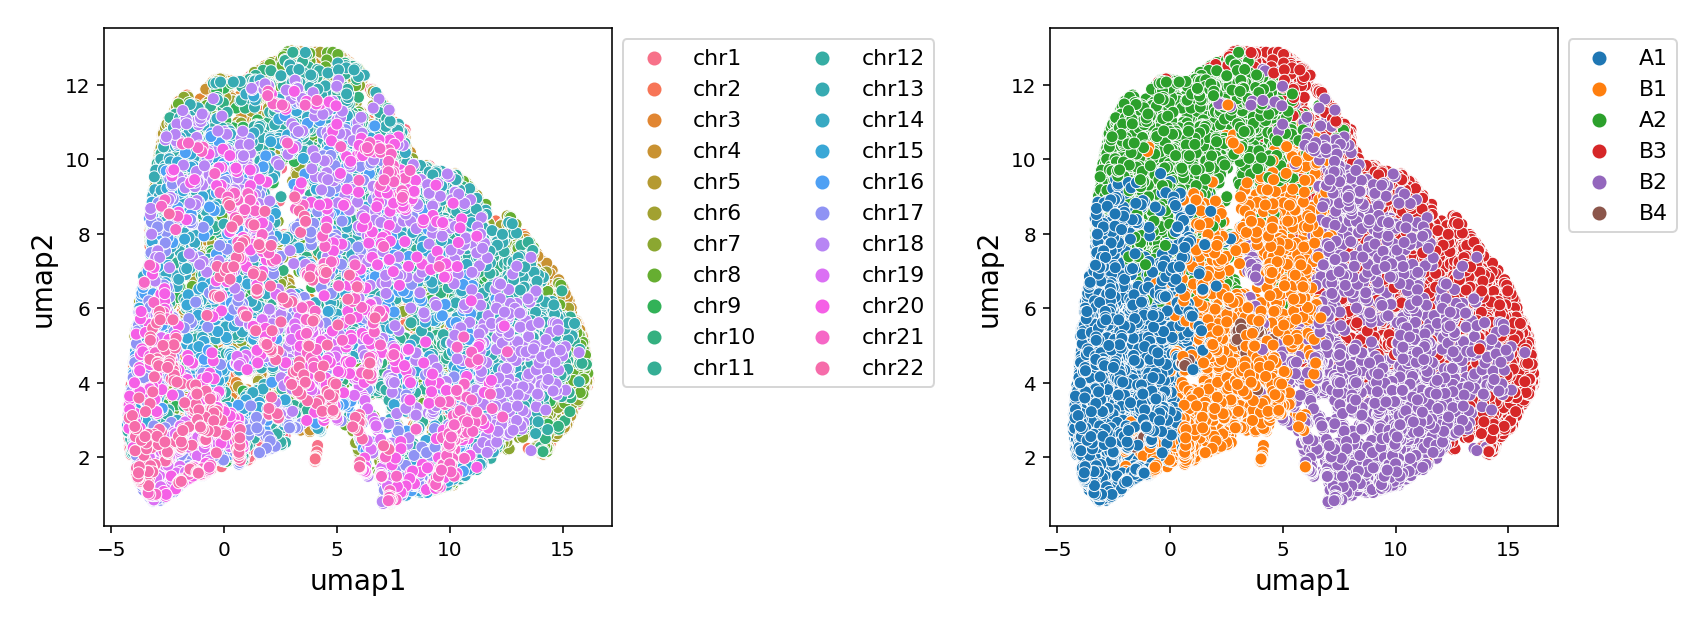 12
10
8
6
4
2
umap2
−5
0
5
10
15
umap1
chr1
chr2
chr3
chr4
chr5
chr6
chr7
chr8
chr9
chr10
chr11
chr12
chr13
chr14
chr15
chr16
chr17
chr18
chr19
chr20
chr21
chr22
12
10
8
6
4
2
umap2
−5
0
5
10
15
umap1
A1
B1
A2
B3
B2
B4